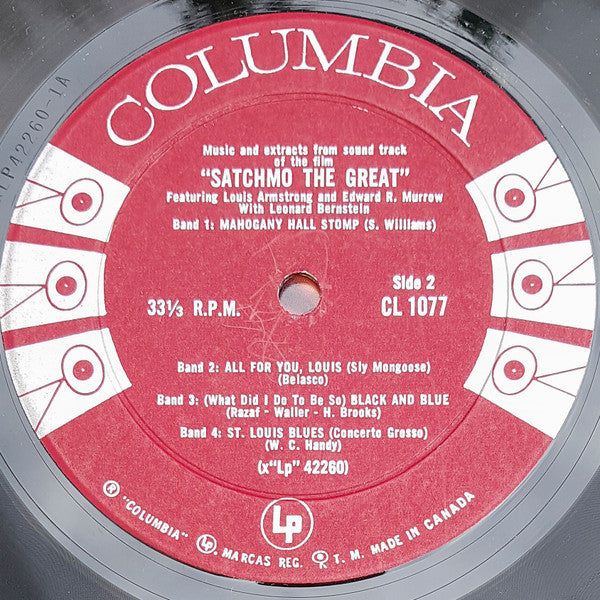 COLUMBIA
Music and extracts from sound track
of the film
"SATCHMO THE GREAT"
Featuring Louis Armstrong and Edward R. Murrow
With Leonard Bernstein
Band 1: MAHOGANY HALL STOMP (S. Williams)
Side 2
33⅓ R.P.M.
CL 1077
Band 2: ALL FOR YOU, LOUIS (Sly Mongoose)
(Belasco)
Band 3: (What Did I Do To Be So) BLACK AND BLUE
(Razaf - Waller - H. Brooks)
Band 4: ST. LOUIS BLUES (Concerto Grosso)
(W. C. Handy)
(x"Lp" 42260)
Lp
® "COLUMBIA" , MARCAS REG. T. M. MADE IN CANADA
LP42260-1A